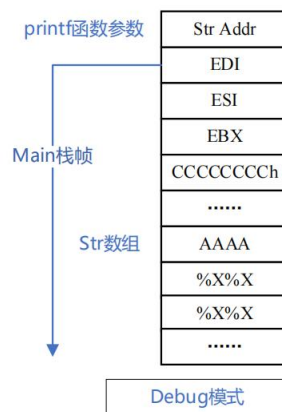 printf函数参数
Str Addr
EDI
ESI
EBX
Main栈帧
CCCCCCCCh
......
Str数组
AAAA
%X%X
%X%X
......
Debug模式